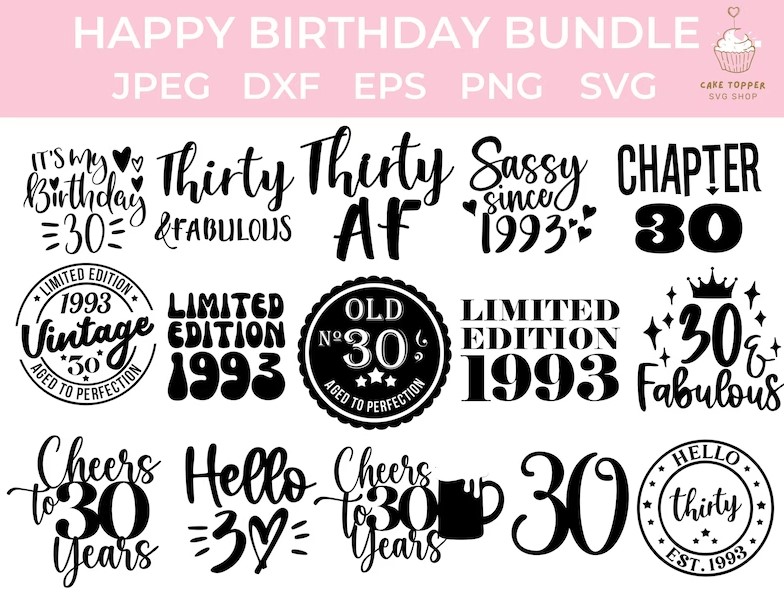 HAPPY BIRTHDAY BUNDLE
JPEG DXF EPS PNG SVG
CAKE TOPPER
SVG SHOP
IT'S my
Birthday
30
Thirty
&FABULOUS
Thirty
AF
Sassy
since
1993
CHAPTER
30
LIMITED EDITION
1993
Vintage
30
AGED TO PERFECTION
LIMITED
EDITION
1993
OLD
Nº 30
AGED TO PERFECTION
LIMITED
EDITION
1993
30 &
Fabulous
Cheers
to 30
Years
Hello
30
Cheers
to 30
Years
30
HELLO
thirty
EST. 1993